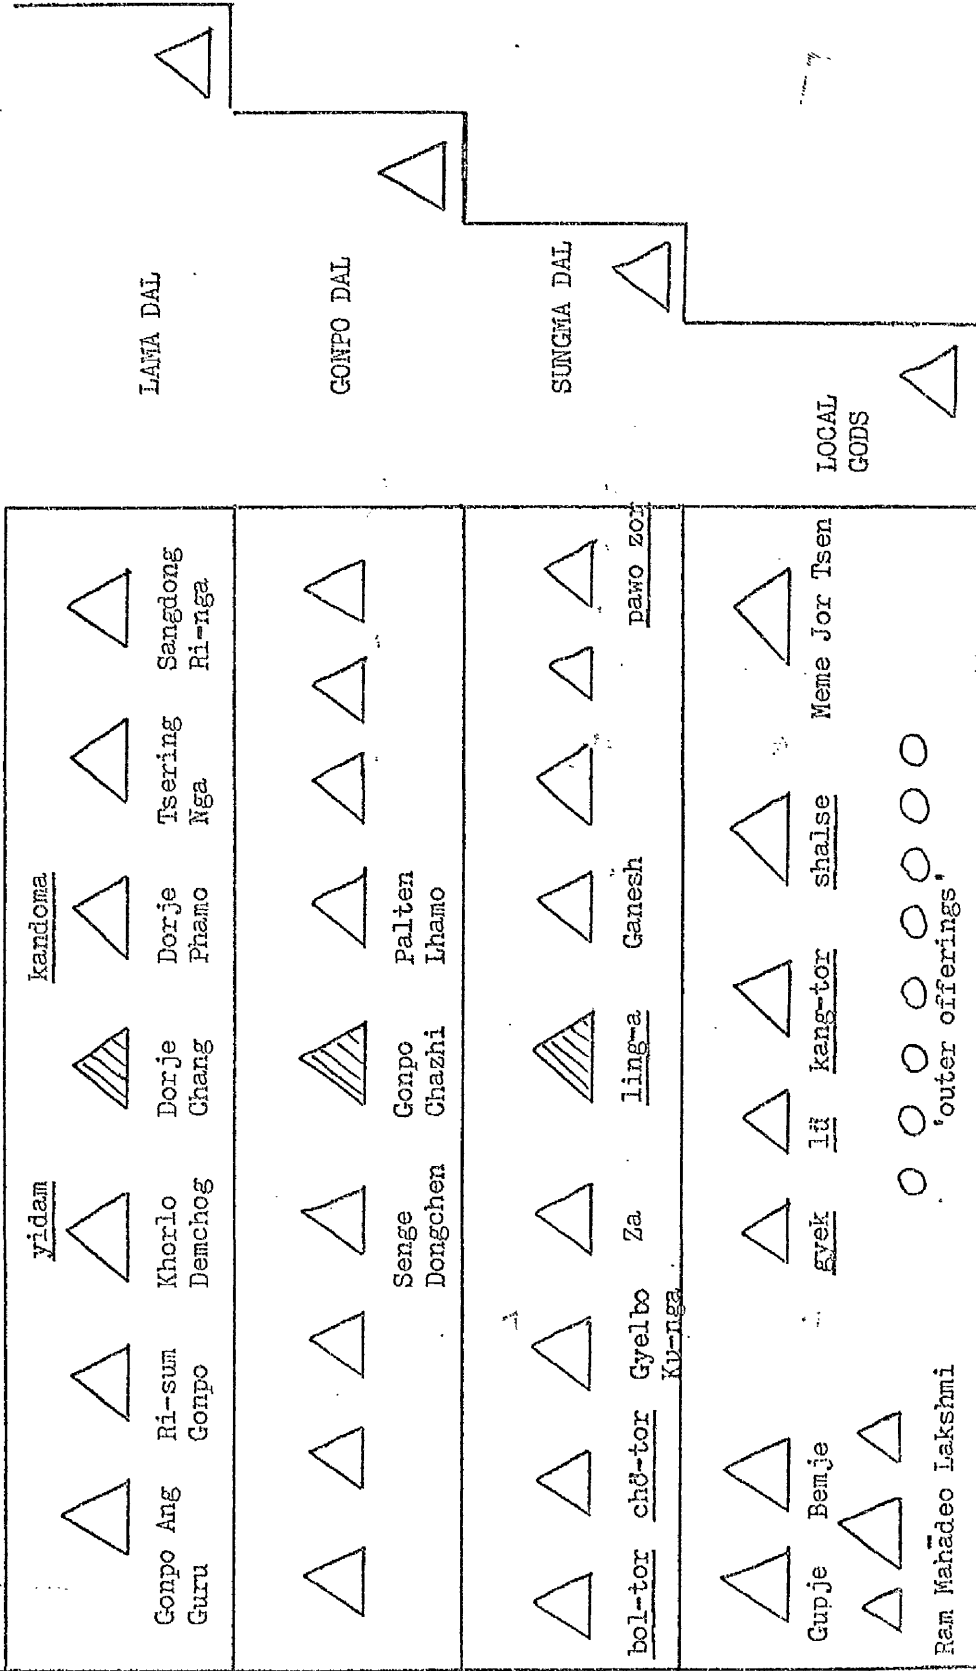 yidam
kandoma
Gonpo Ang
Guru
Ri-sum
Gonpo
Khorlo
Demchog
Dorje
Chang
Dorje
Phamo
Tsering
Nga
Sangdong
Ri-nga
LAMA DAL
Senge
Dongchen
Gonpo
Chazhi
Palten
Lhamo
GONPO DAL
bol-tor
chö-tor
Gyelbo
Ku-nga
Za
ling-a
Ganesh
pawo zor
SUNGMA DAL
Gupje
Bemje
gyek
lü
kang-tor
shalse
Meme Jor Tsen
LOCAL
GODS
Ram Mahādeo Lakshmi
'outer offerings'